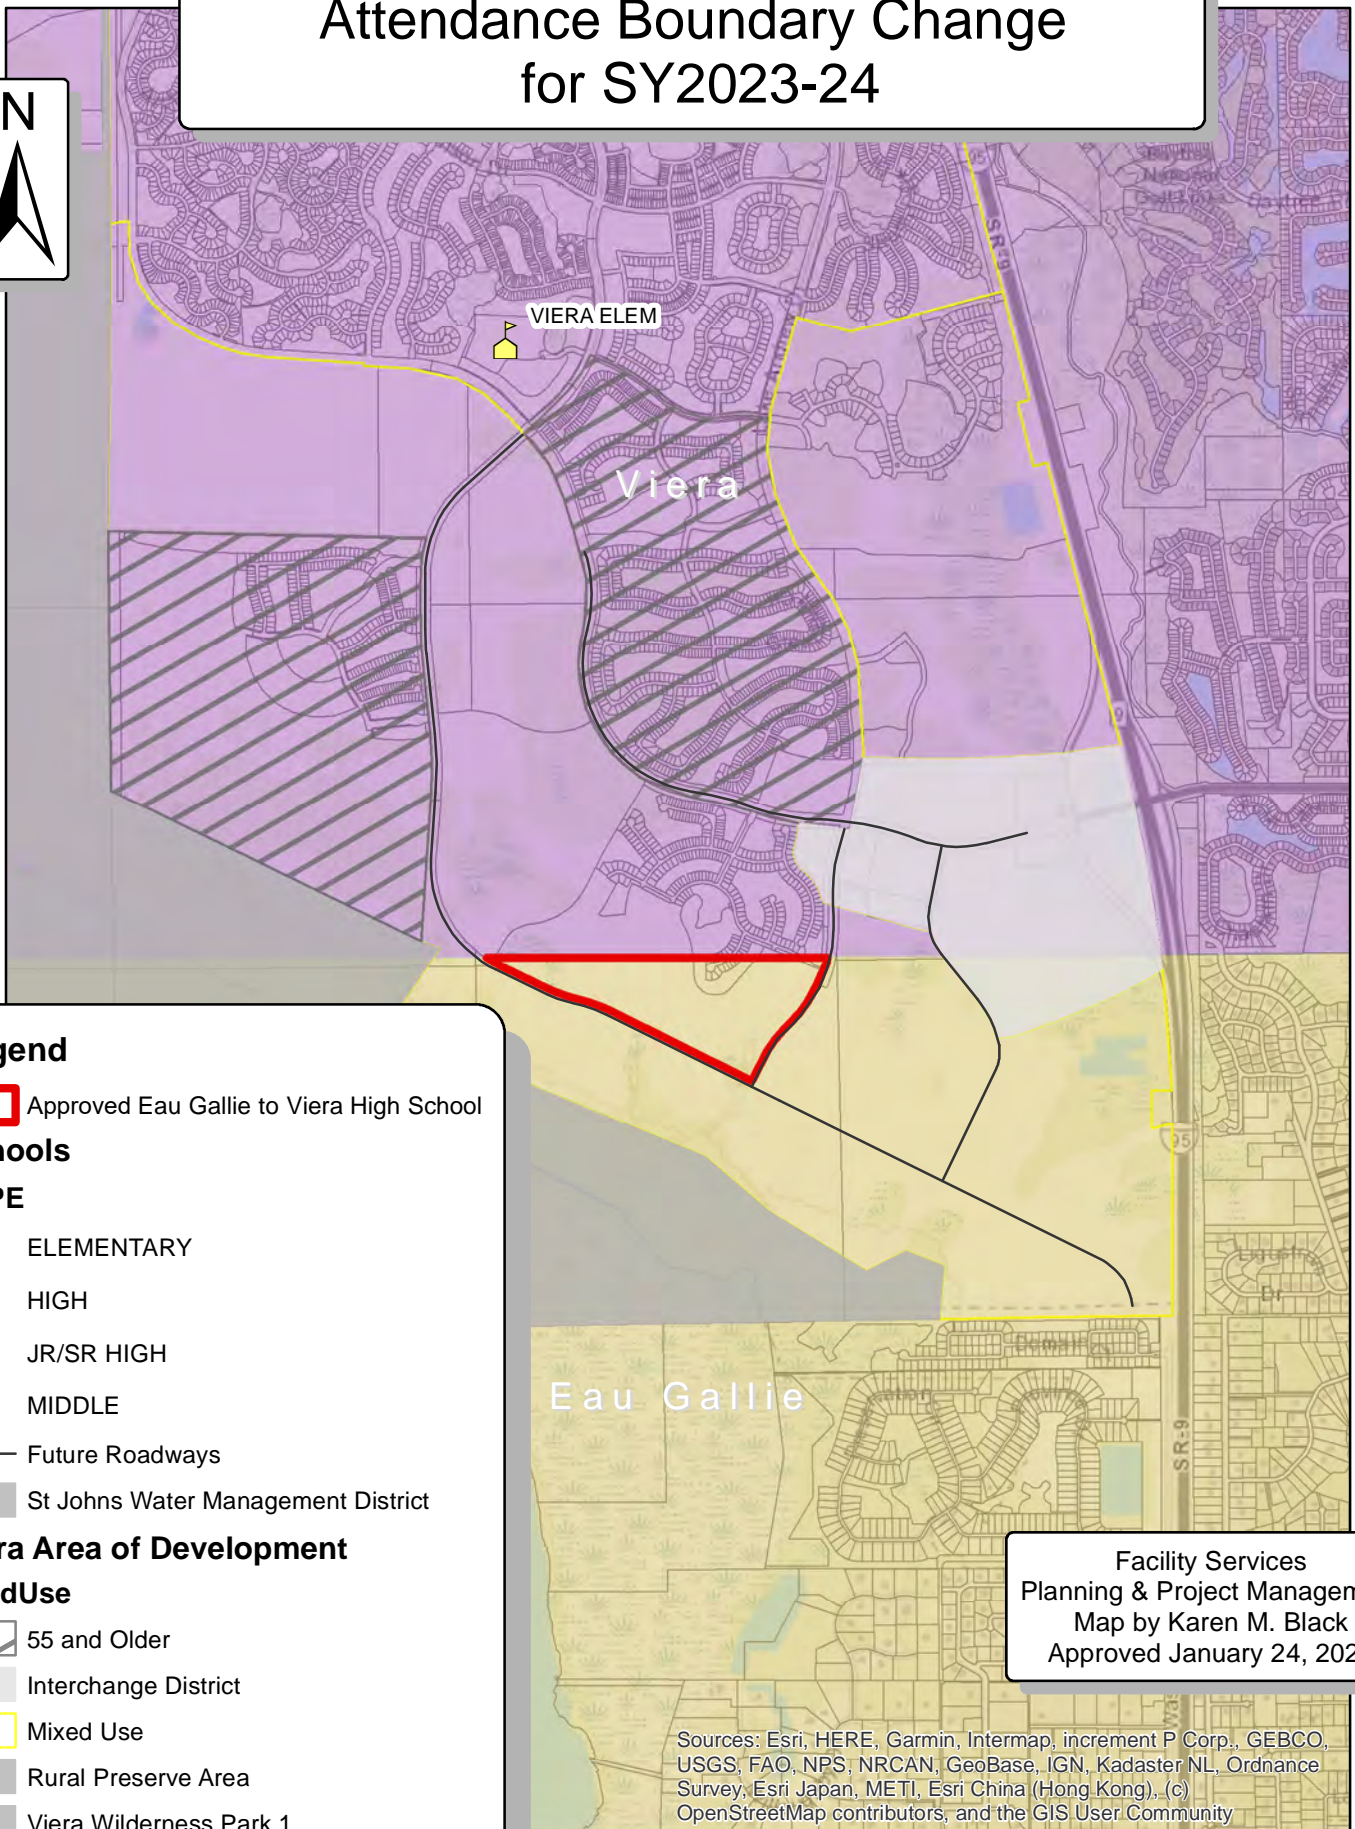 Attendance Boundary Change
for SY2023-24
N
VIERA ELEM
SR-9
Viera
gend
Approved Eau Gallie to Viera High School
hools
PE
ELEMENTARY
HIGH
JR/SR HIGH
MIDDLE
Future Roadways
St Johns Water Management District
ra Area of Development
dUse
55 and Older
Interchange District
Mixed Use
Rural Preserve Area
Viera Wilderness Park 1
95
Dr
Eau Gallie
SR-9
Facility Services
Planning & Project Managem
Map by Karen M. Black
Approved January 24, 202
Sources: Esri, HERE, Garmin, Intermap, increment P Corp., GEBCO,
USGS, FAO, NPS, NRCAN, GeoBase, IGN, Kadaster NL, Ordnance
Survey, Esri Japan, METI, Esri China (Hong Kong), (c)
OpenStreetMap contributors, and the GIS User Community